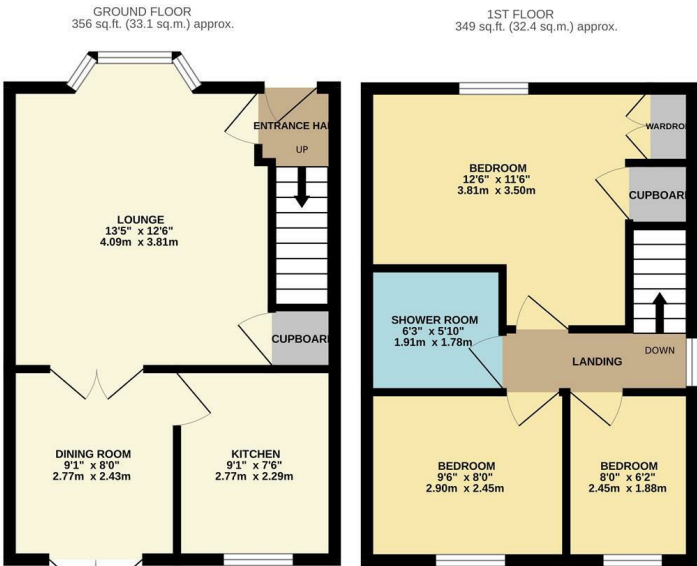 GROUND FLOOR
356 sq.ft. (33.1 sq.m.) approx.
ENTRANCE HAL
UP
LOUNGE
13'5" x 12'6"
4.09m x 3.81m
CUPBOARD
DINING ROOM
9'1" x 8'0"
2.77m x 2.43m
KITCHEN
9'1" x 7'6"
2.77m x 2.29m
1ST FLOOR
349 sq.ft. (32.4 sq.m.) approx.
WARDROB
BEDROOM
12'6" x 11'6"
3.81m x 3.50m
CUPBOARD
SHOWER ROOM
6'3" x 5'10"
1.91m x 1.78m
DOWN
LANDING
BEDROOM
9'6" x 8'0"
2.90m x 2.45m
BEDROOM
8'0" x 6'2"
2.45m x 1.88m